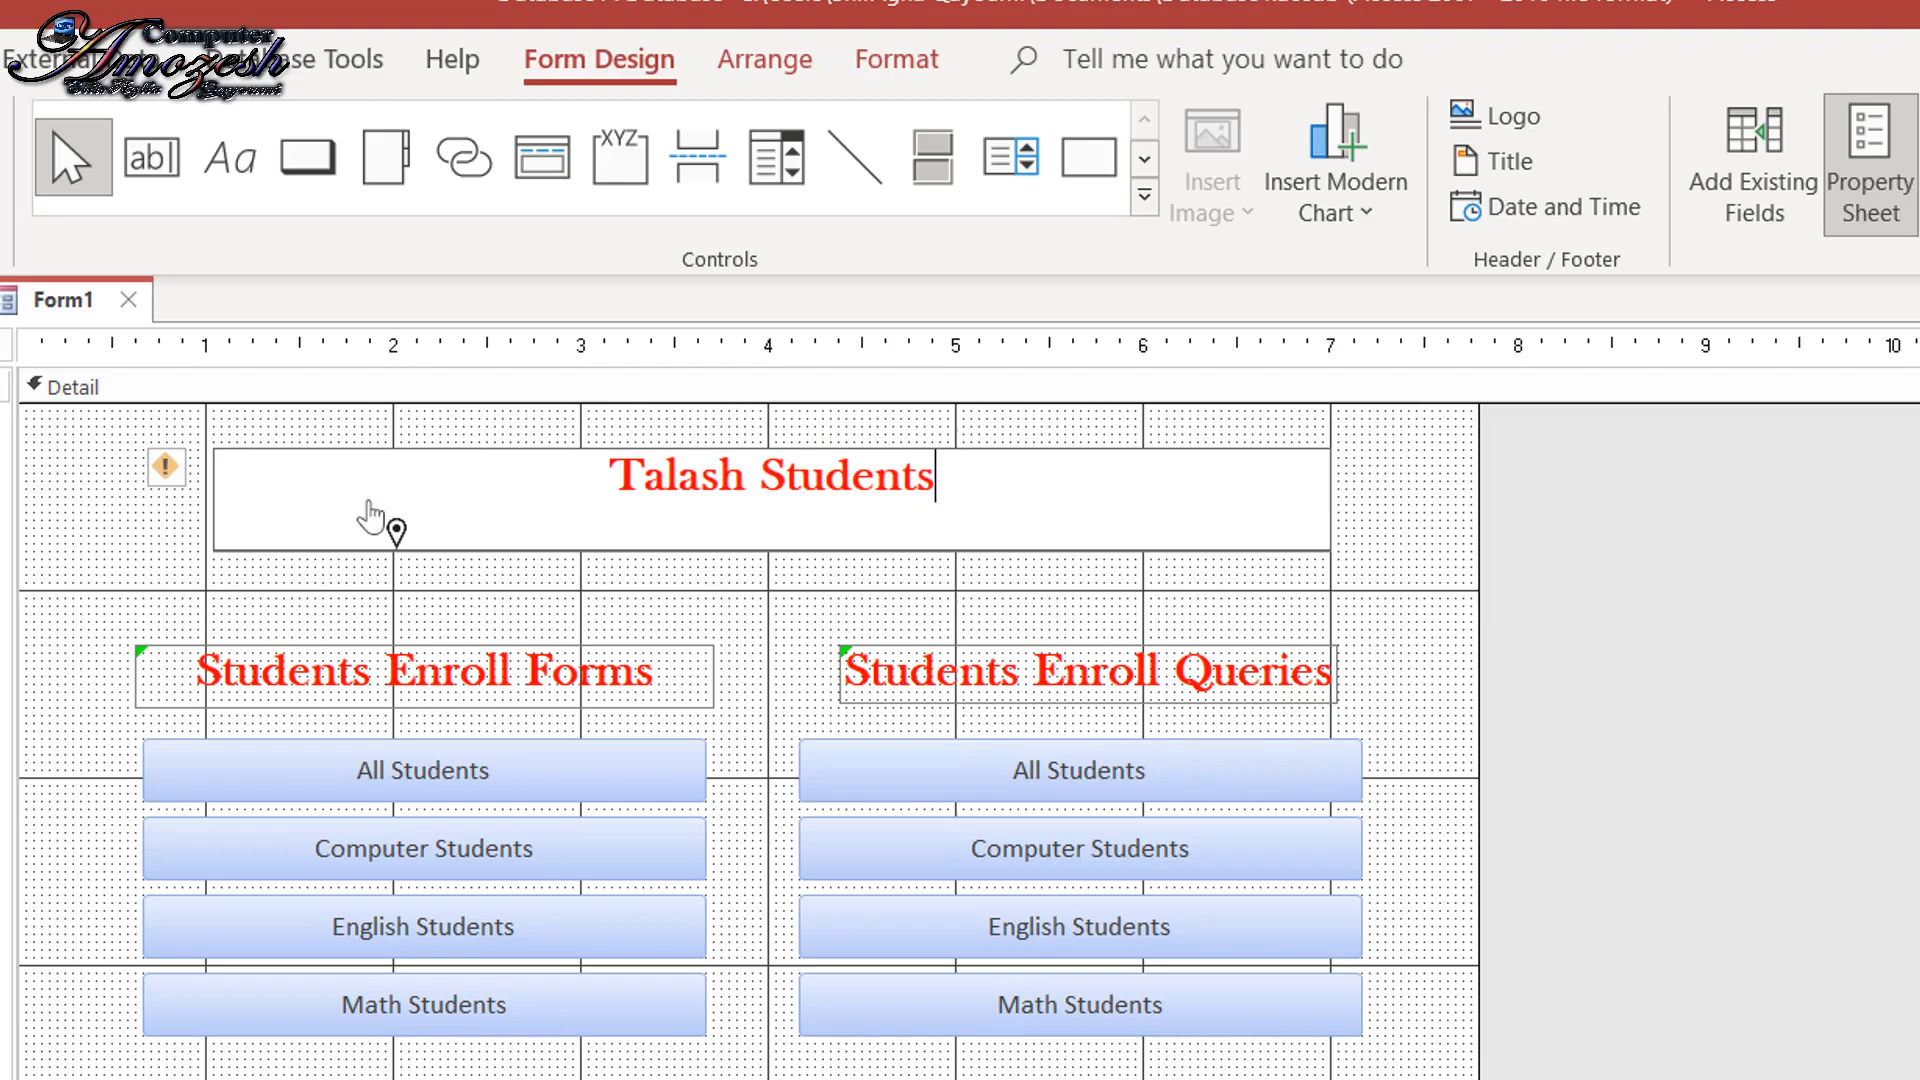 Computer
Amozesh
Help
Form Design
Arrange
Format
Tell me what you want to do
External
se Tools
ab
Aa
XYZ
Insert
Image
Insert Modern
Chart
Logo
Title
Date and Time
Add Existing
Fields
Property
Sheet
Controls
Header / Footer
Form1
1 2 3 4 5 6 7 8 9 10
Detail
Talash Students
Students Enroll Forms
Students Enroll Queries
All Students
All Students
Computer Students
Computer Students
English Students
English Students
Math Students
Math Students